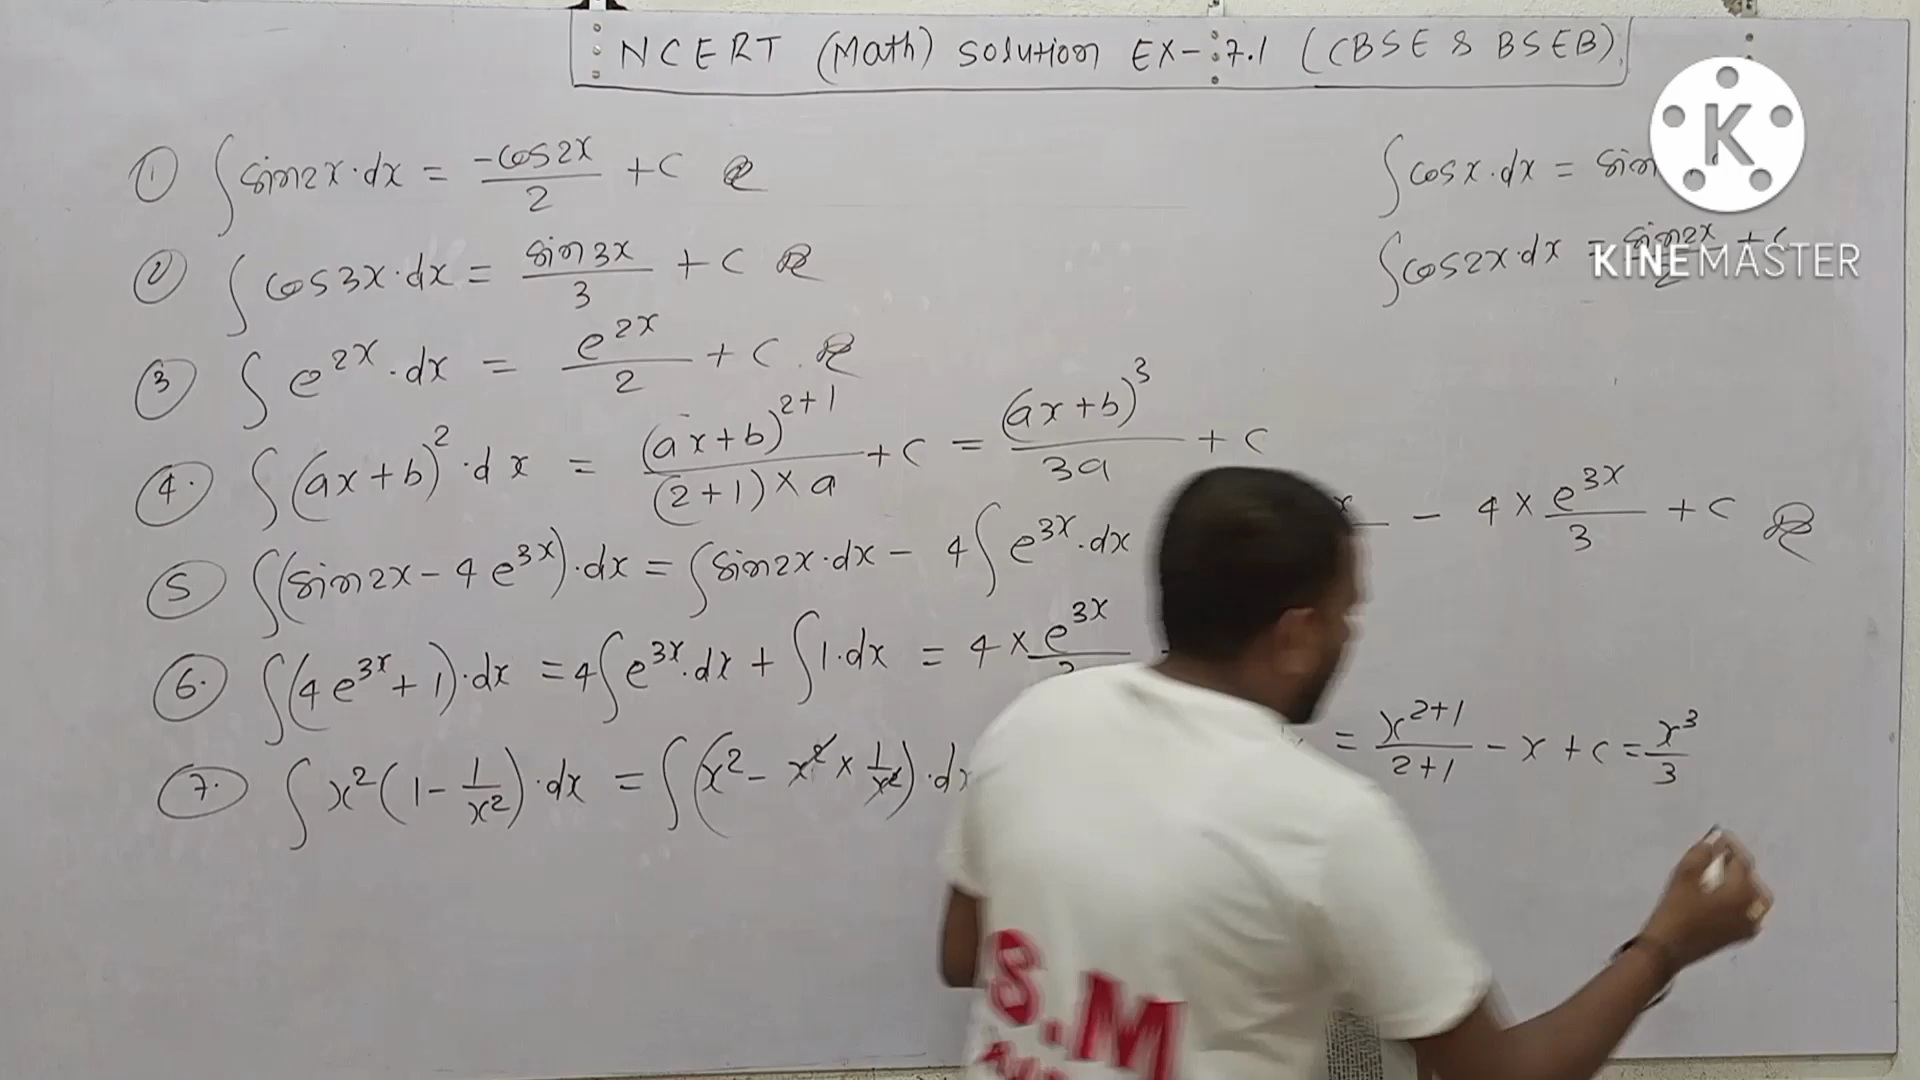 NCERT (Math) Solution EX-7.1 (CBSE & BSEB)
① ∫sin2x·dx = -cos2x/2 + c
∫cosx·dx = sin
② ∫cos3x·dx = sin3x/3 + c
∫cos2x·dx = sin2x/2 + c
③ ∫e^2x·dx = e^2x/2 + c
④· ∫(ax+b)^2·dx = (ax+b)^2+1/(2+1)×a + c = (ax+b)^3/3a + c
⑤ ∫(sin2x - 4e^3x)·dx = ∫sin2x·dx - 4∫e^3x·dx x - 4×e^3x/3 + c
⑥· ∫(4e^3x + 1)·dx = 4∫e^3x·dx + ∫1·dx = 4×e^3x/3
⑦· ∫x^2(1 - 1/x^2)·dx = ∫(x^2 - x^2×1/x^2)·dx = x^2+1/2+1 - x + c = x^3/3
K
KINEMASTER
S.M